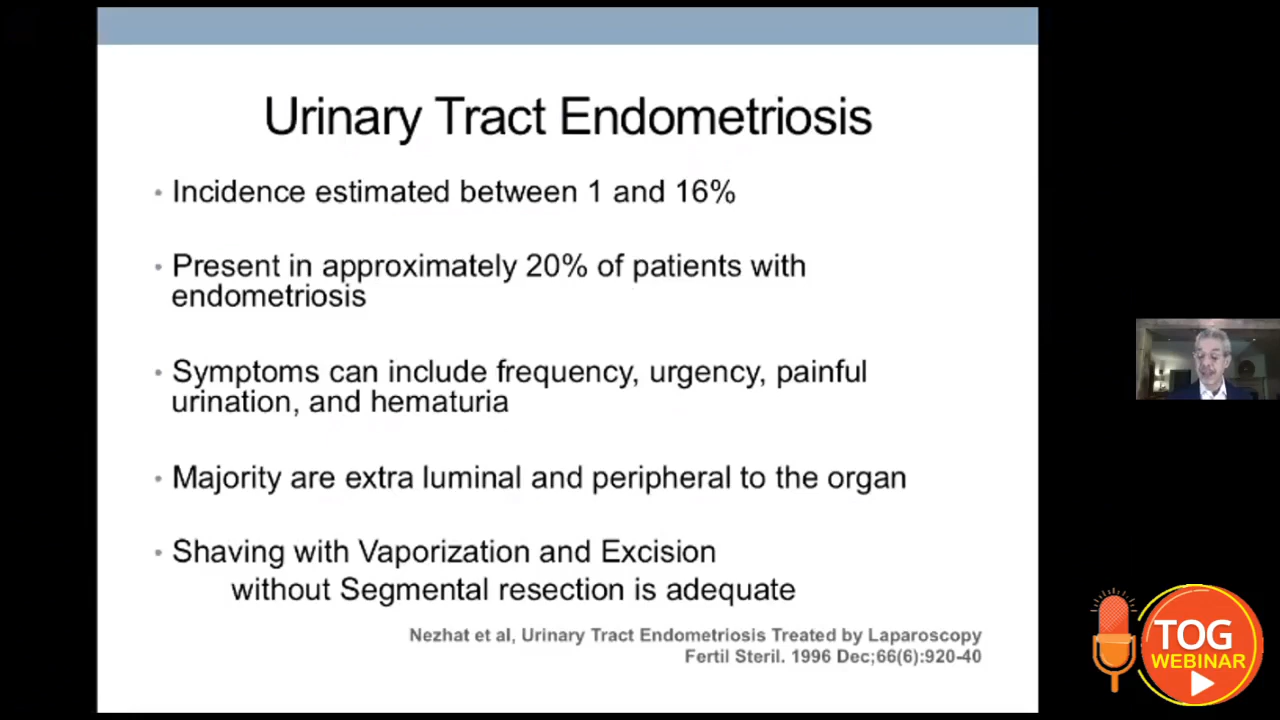 Urinary Tract Endometriosis
• Incidence estimated between 1 and 16%
• Present in approximately 20% of patients with
endometriosis
• Symptoms can include frequency, urgency, painful
urination, and hematuria
• Majority are extra luminal and peripheral to the organ
• Shaving with Vaporization and Excision
without Segmental resection is adequate
Nezhat et al, Urinary Tract Endometriosis Treated by Laparoscopy
Fertil Steril. 1996 Dec;66(6):920-40
TOG
WEBINAR